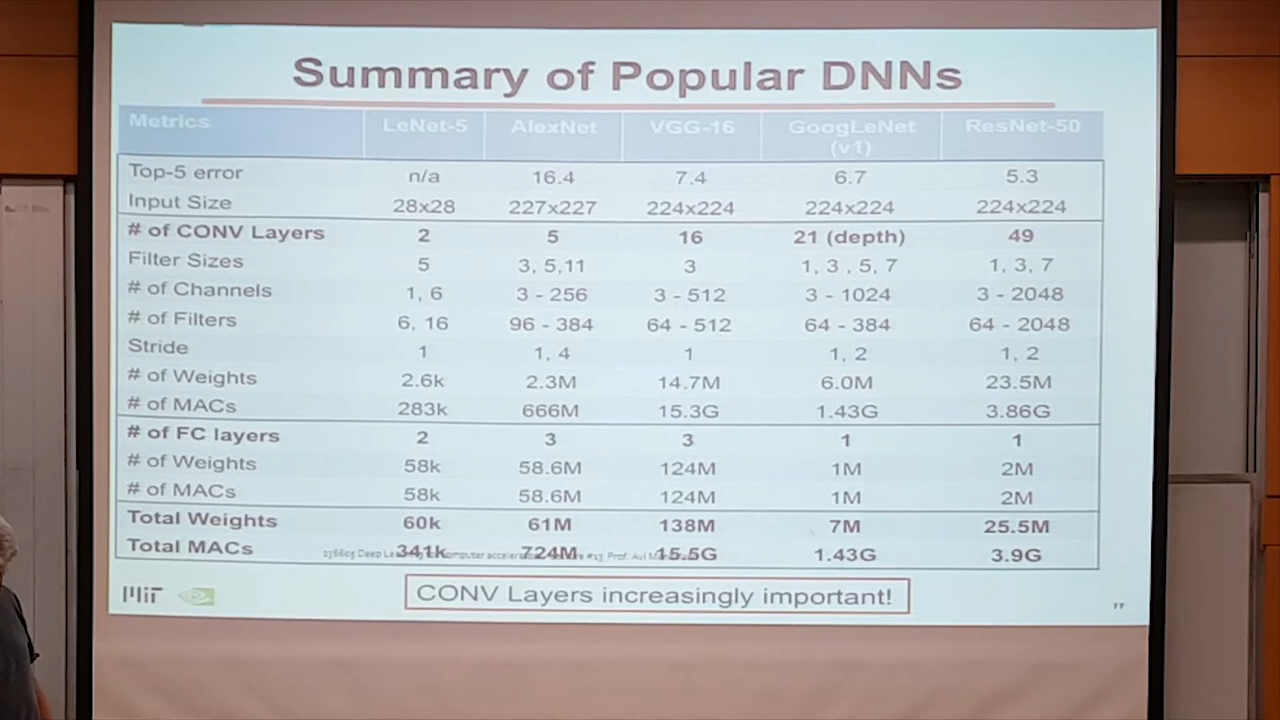 Summary of Popular DNNs
Metrics LeNet-5 AlexNet VGG-16 GoogLeNet (v1) ResNet-50
Top-5 error n/a 16.4 7.4 6.7 5.3
Input Size 28x28 227x227 224x224 224x224 224x224
# of CONV Layers 2 5 16 21 (depth) 49
Filter Sizes 5 3, 5,11 3 1, 3 , 5, 7 1, 3, 7
# of Channels 1, 6 3 - 256 3 - 512 3 - 1024 3 - 2048
# of Filters 6, 16 96 - 384 64 - 512 64 - 384 64 - 2048
Stride 1 1, 4 1 1, 2 1, 2
# of Weights 2.6k 2.3M 14.7M 6.0M 23.5M
# of MACs 283k 666M 15.3G 1.43G 3.86G
# of FC layers 2 3 3 1 1
# of Weights 58k 58.6M 124M 1M 2M
# of MACs 58k 58.6M 124M 1M 2M
Total Weights 60k 61M 138M 7M 25.5M
Total MACs 341k 724M 15.5G 1.43G 3.9G
Deep computer Prof. Avi
CONV Layers increasingly important!
MIT